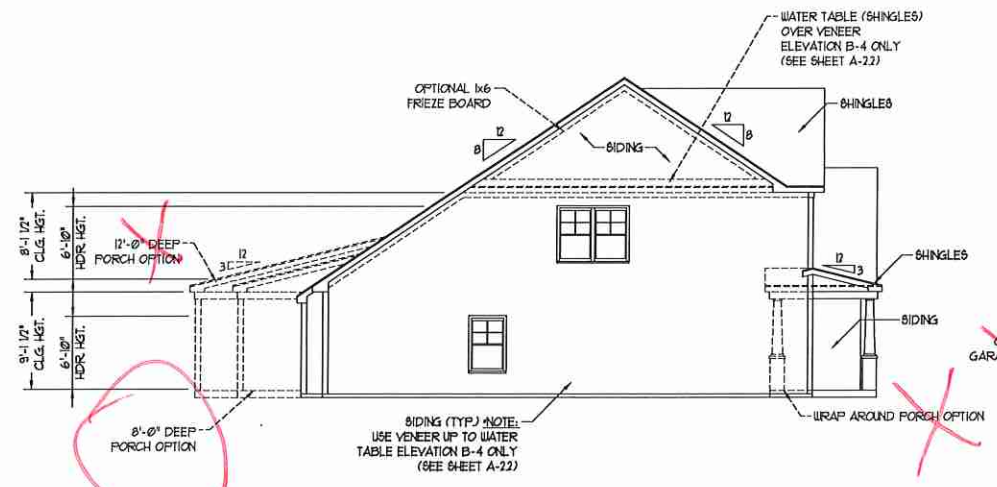 WATER TABLE (SHINGLES)
OVER VENEER
ELEVATION B-4 ONLY
(SEE SHEET A-2.2)
OPTIONAL 1x6
FRIEZE BOARD
SHINGLES
12
8
12
8
SIDING
8'-1 1/2"
CLG. HGT.
6'-10"
HDR. HGT.
12'-0" DEEP
PORCH OPTION
12
3
12
3
SHINGLES
9'-1 1/2"
CLG. HGT.
6'-10"
HDR. HGT.
SIDING
GARA
8'-0" DEEP
PORCH OPTION
SIDING (TYP.) *NOTE:
USE VENEER UP TO WATER
TABLE ELEVATION B-4 ONLY
(SEE SHEET A-2.2)
WRAP AROUND PORCH OPTION